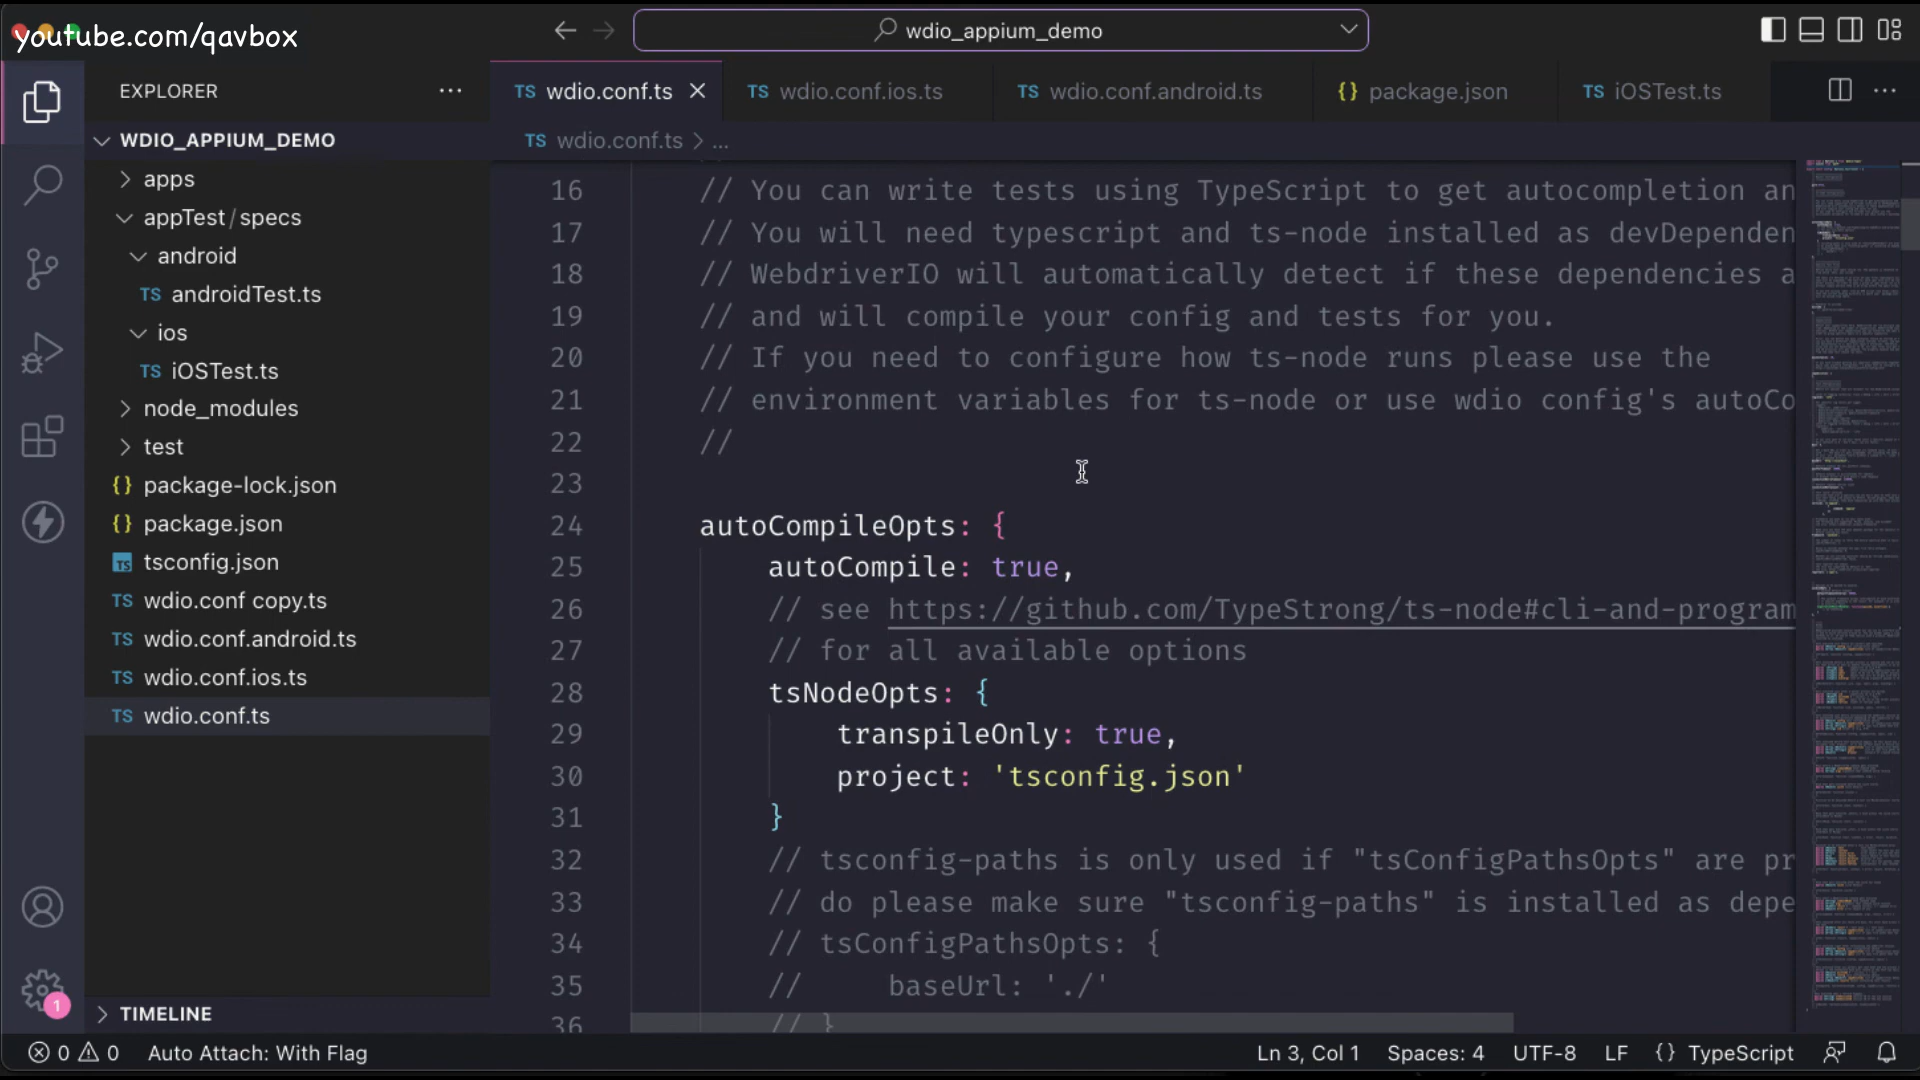 youtube.com/qavbox
wdio_appium_demo
EXPLORER
TS wdio.conf.ts
TS wdio.conf.ios.ts
TS wdio.conf.android.ts
{} package.json
TS iOSTest.ts
WDIO_APPIUM_DEMO
TS wdio.conf.ts > ...
apps
appTest/specs
android
TS androidTest.ts
ios
TS iOSTest.ts
node_modules
test
{} package-lock.json
{} package.json
TS tsconfig.json
TS wdio.conf copy.ts
TS wdio.conf.android.ts
TS wdio.conf.ios.ts
TS wdio.conf.ts
TIMELINE
16 // You can write tests using TypeScript to get autocompletion an
17 // You will need typescript and ts-node installed as devDependen
18 // WebdriverIO will automatically detect if these dependencies a
19 // and will compile your config and tests for you.
20 // If you need to configure how ts-node runs please use the
21 // environment variables for ts-node or use wdio config's autoCo
22 //
23
24 autoCompileOpts: {
25 autoCompile: true,
26 // see https://github.com/TypeStrong/ts-node#cli-and-program
27 // for all available options
28 tsNodeOpts: {
29 transpileOnly: true,
30 project: 'tsconfig.json'
31 }
32 // tsconfig-paths is only used if "tsConfigPathsOpts" are pr
33 // do please make sure "tsconfig-paths" is installed as depe
34 // tsConfigPathsOpts: {
35 // baseUrl: './'
36 // }
1
0 0 Auto Attach: With Flag
Ln 3, Col 1 Spaces: 4 UTF-8 LF {} TypeScript